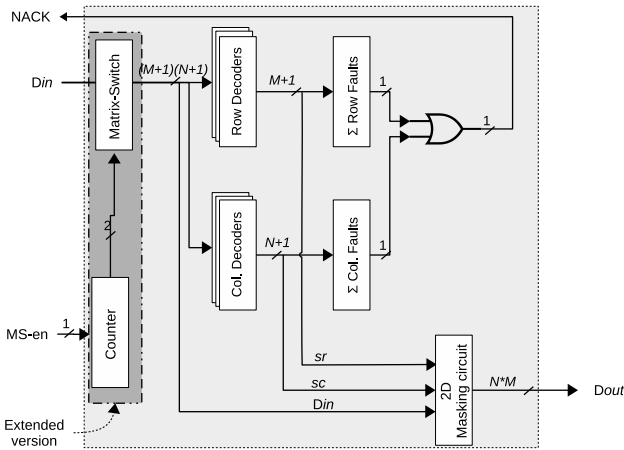 NACK
Din
Matrix-Switch
(M+1)(N+1)
Row Decoders
M+1
Σ Row Faults
1
1
2
Col. Decoders
N+1
Σ Col. Faults
1
MS-en
1
Counter
sr
sc
Din
2D
Masking circuit
N*M
Dout
Extended
version